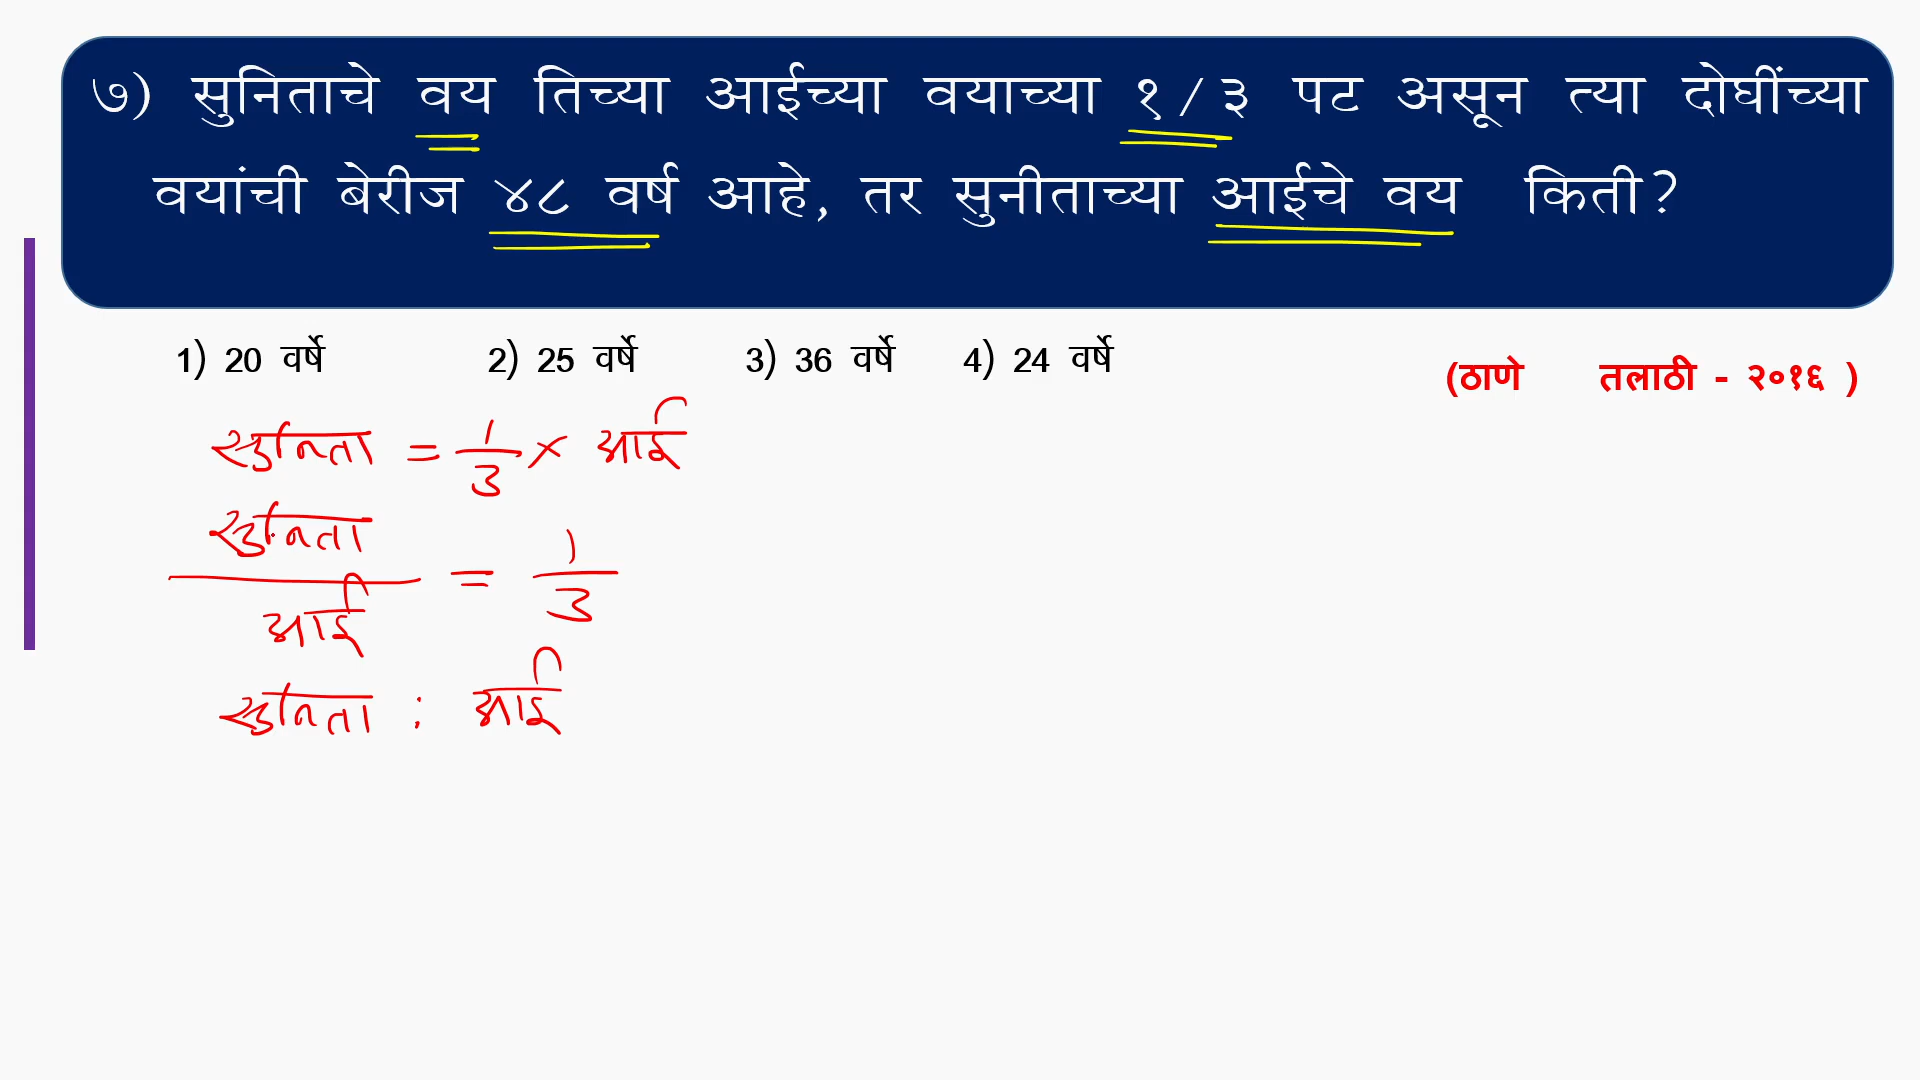 ७) सुनिताचे वय तिच्या आईच्या वयाच्या १/३ पट असून त्या दोघींच्या
वयांची बेरीज ४८ वर्ष आहे, तर सुनीताच्या आईचे वय किती?
1) 20 वर्षे 2) 25 वर्षे 3) 36 वर्षे 4) 24 वर्षे
(ठाणे तलाठी - २०१६ )
सुनिता = 1/3 × आई
सुनिता/आई = 1/3
सुनिता : आई